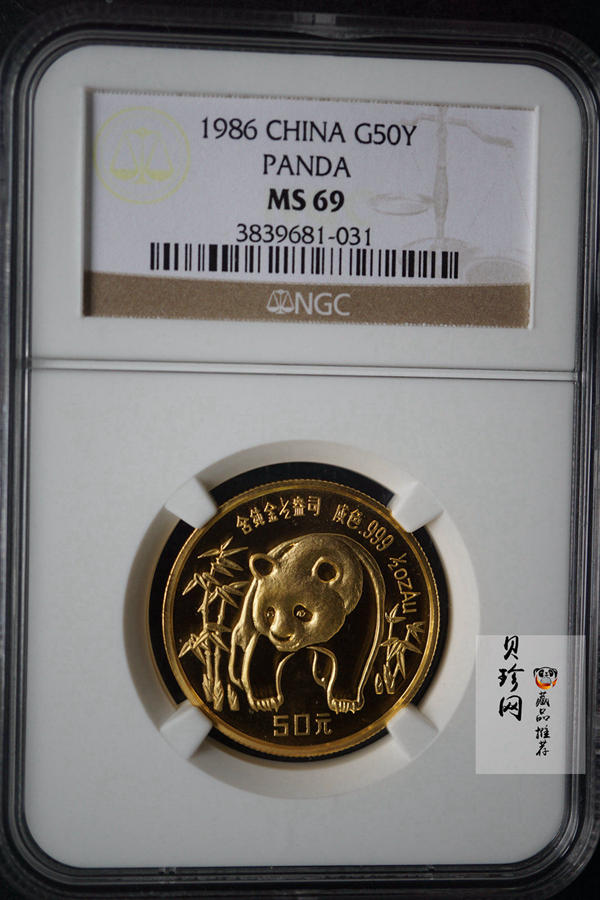 1986 CHINA G50Y
PANDA
MS 69
3839681-031
NGC
含纯金½盎司 成色.999 ½ozAu
50元
贝珍网
藏品推荐